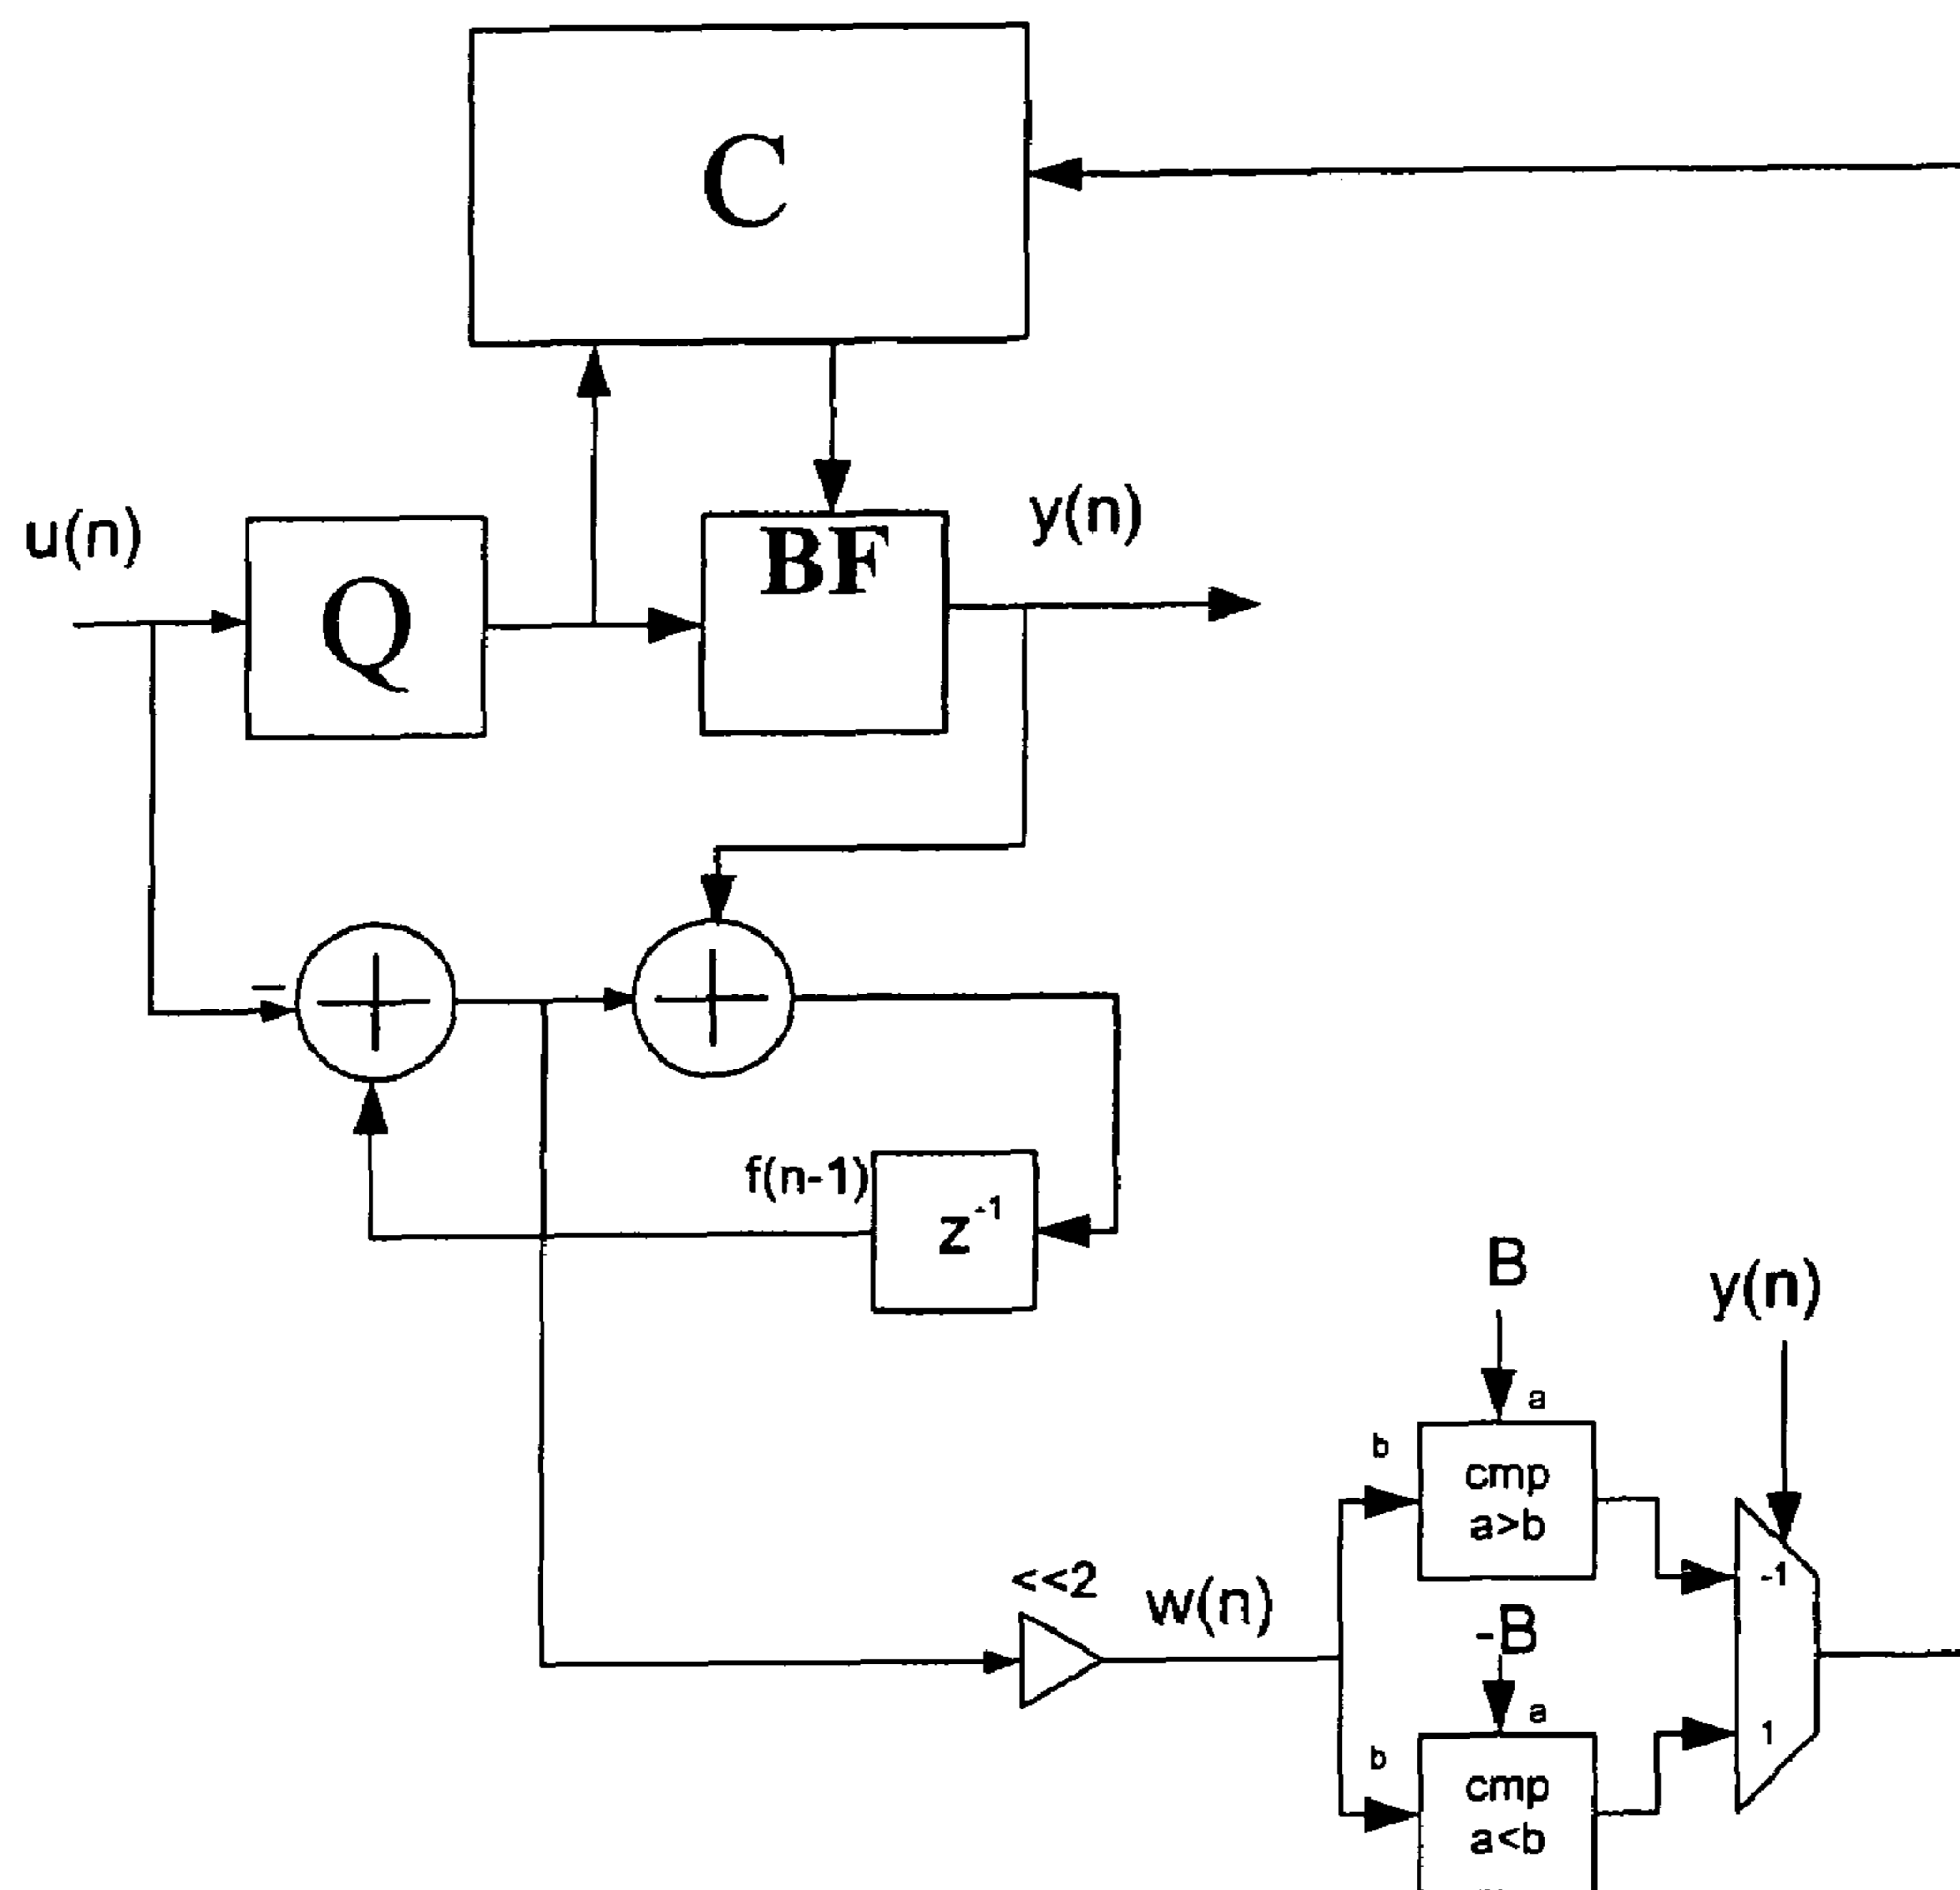 C
u(n)
Q
BF
y(n)
−
f(n-1)
z⁻¹
B
y(n)
a
b
cmp
a>b
-1
<<2
w(n)
-B
a
b
cmp
a<b
1